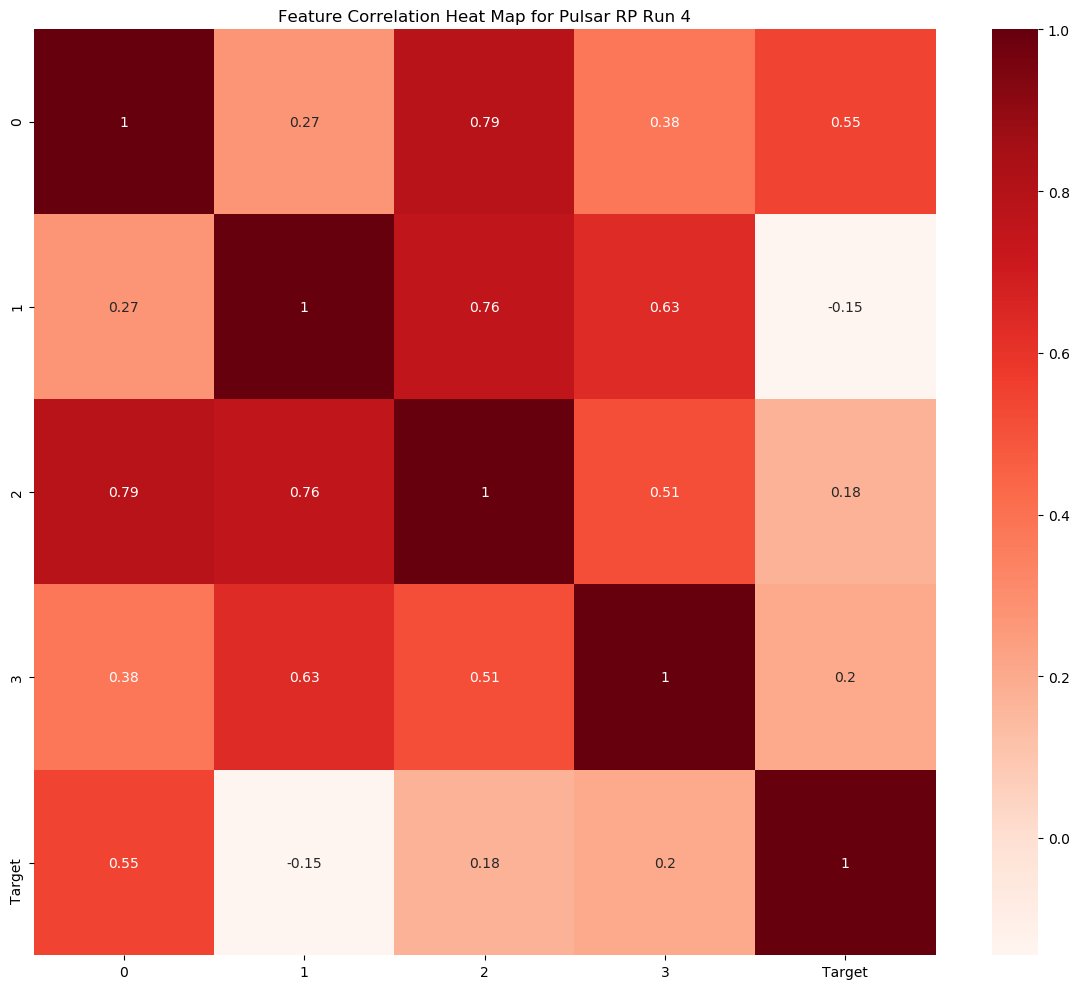 Feature Correlation Heat Map for Pulsar RP Run 4
0 1 0.27 0.79 0.38 0.55
1 0.27 1 0.76 0.63 -0.15
2 0.79 0.76 1 0.51 0.18
3 0.38 0.63 0.51 1 0.2
Target 0.55 -0.15 0.18 0.2 1
0 1 2 3 Target
1.0
0.8
0.6
0.4
0.2
0.0